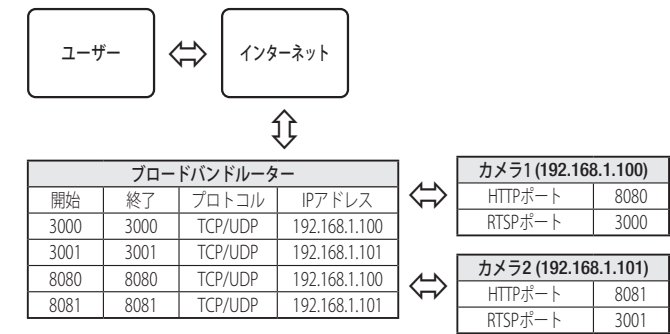 ユーザー
インターネット
ブロードバンドルーター
開始 終了 プロトコル IPアドレス
3000 3000 TCP/UDP 192.168.1.100
3001 3001 TCP/UDP 192.168.1.101
8080 8080 TCP/UDP 192.168.1.100
8081 8081 TCP/UDP 192.168.1.101
カメラ1 (192.168.1.100)
HTTPポート 8080
RTSPポート 3000
カメラ2 (192.168.1.101)
HTTPポート 8081
RTSPポート 3001